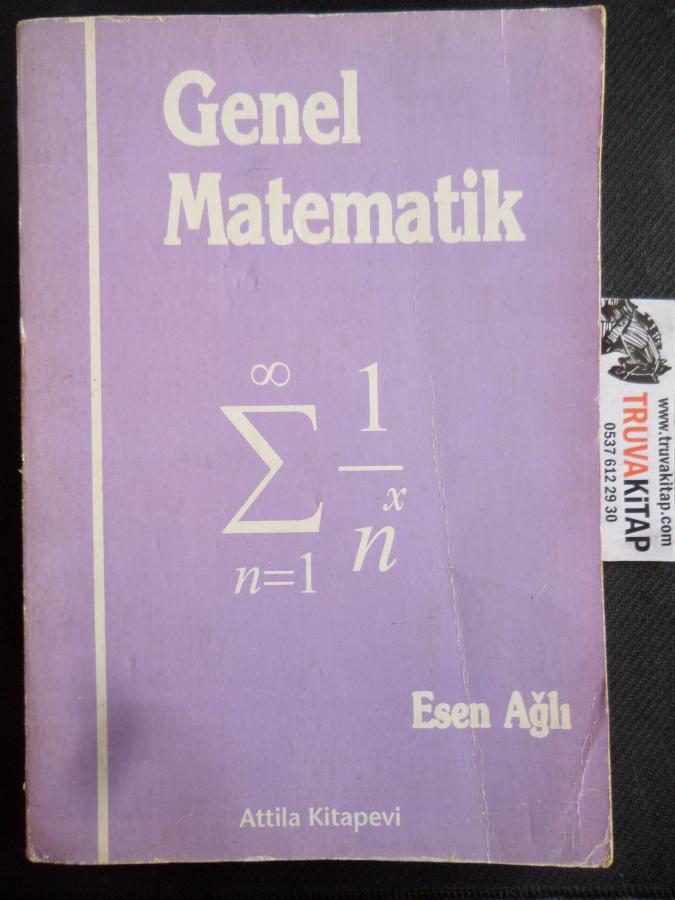 Genel
Matematik
∞
∑ 1/n^x
n=1
Esen Ağlı
Attila Kitapevi
www.truvakitap.com
TRUVAKiTAP
0537 612 29 30